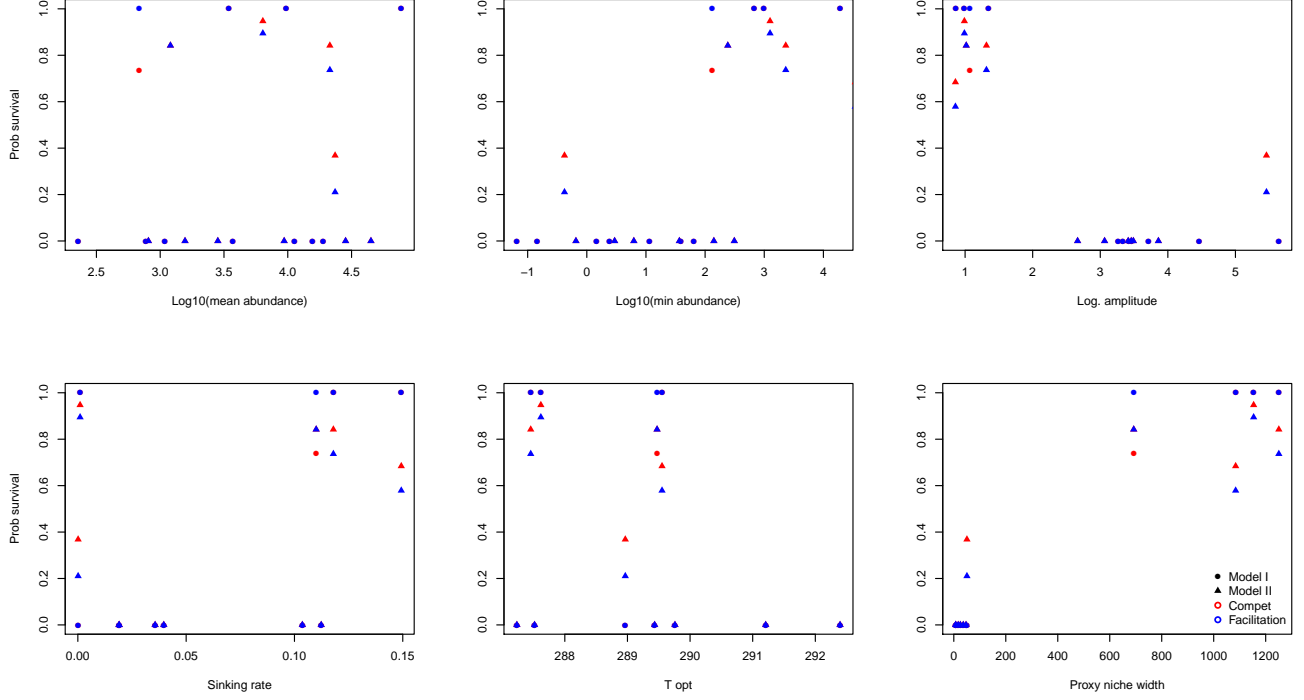 1.0
0.8
0.6
0.4
0.2
0.0
Prob survival
2.5 3.0 3.5 4.0 4.5
Log10(mean abundance)
1.0
0.8
0.6
0.4
0.2
0.0
−1 0 1 2 3 4
Log10(min abundance)
1.0
0.8
0.6
0.4
0.2
0.0
1 2 3 4 5
Log. amplitude
1.0
0.8
0.6
0.4
0.2
0.0
Prob survival
0.00 0.05 0.10 0.15
Sinking rate
1.0
0.8
0.6
0.4
0.2
0.0
288 289 290 291 292
T opt
1.0
0.8
0.6
0.4
0.2
0.0
Model I
Model II
Compet
Facilitation
0 200 400 600 800 1000 1200
Proxy niche width